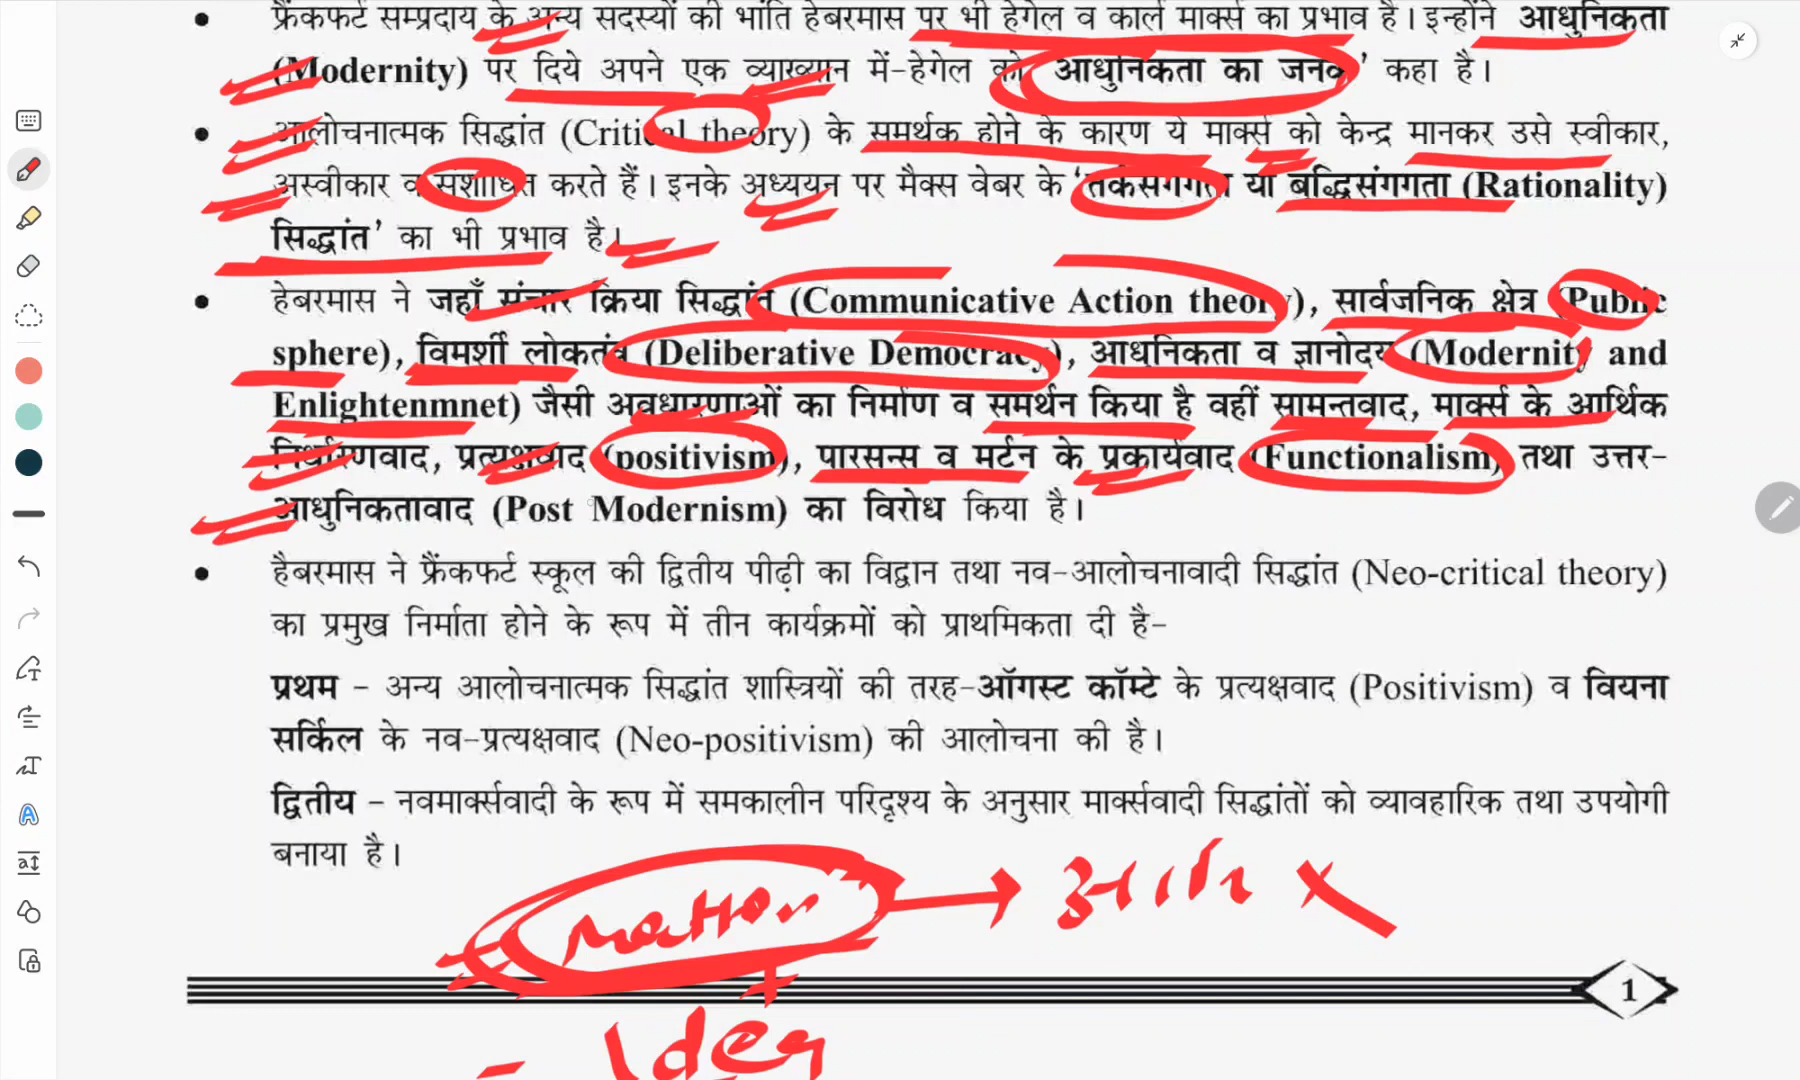 फ्रैंकफर्ट सम्प्रदाय के अन्य सदस्यों की भांति हेबरमास पर भी हेगेल व कार्ल मार्क्स का प्रभाव है। इन्होंने आधुनिकता
(Modernity) पर दिये अपने एक व्याख्यान में-हेगेल को 'आधुनिकता का जनक' कहा है।
आलोचनात्मक सिद्धांत (Critical theory) के समर्थक होने के कारण ये मार्क्स को केन्द्र मानकर उसे स्वीकार,
अस्वीकार व संशोधित करते हैं। इनके अध्ययन पर मैक्स वेबर के 'तर्कसंगगता या बुद्धिसंगगता (Rationality)
सिद्धांत' का भी प्रभाव है।
हेबरमास ने जहाँ संचार क्रिया सिद्धांत (Communicative Action theory), सार्वजनिक क्षेत्र (Public
sphere), विमर्शी लोकतंत्र (Deliberative Democracy), आधुनिकता व ज्ञानोदय (Modernity and
Enlightenmnet) जैसी अवधारणाओं का निर्माण व समर्थन किया है वहीं सामन्तवाद, मार्क्स के आर्थिक
निर्धारणवाद, प्रत्यक्षवाद (positivism), पारसन्स व मर्टन के प्रकार्यवाद (Functionalism) तथा उत्तर-
आधुनिकतावाद (Post Modernism) का विरोध किया है।
हैबरमास ने फ्रैंकफर्ट स्कूल की द्वितीय पीढ़ी का विद्वान तथा नव-आलोचनावादी सिद्धांत (Neo-critical theory)
का प्रमुख निर्माता होने के रूप में तीन कार्यक्रमों को प्राथमिकता दी है-
प्रथम - अन्य आलोचनात्मक सिद्धांत शास्त्रियों की तरह-ऑगस्ट कॉम्टे के प्रत्यक्षवाद (Positivism) व वियना
सर्किल के नव-प्रत्यक्षवाद (Neo-positivism) की आलोचना की है।
द्वितीय - नवमार्क्सवादी के रूप में समकालीन परिदृश्य के अनुसार मार्क्सवादी सिद्धांतों को व्यावहारिक तथा उपयोगी
बनाया है।
1
Idea